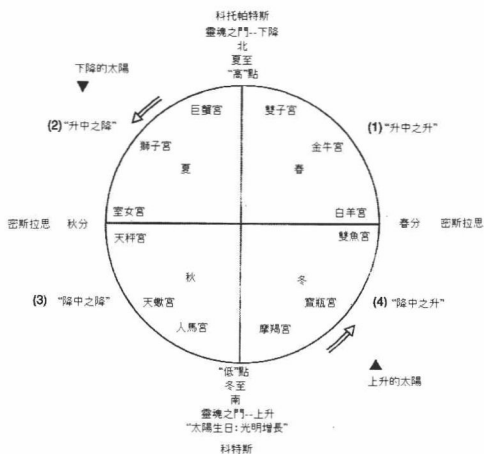 科托帕特斯
靈魂之門--下降
北
夏至
“高”點
下降的太陽
(2) “升中之降”
巨蟹宮
雙子宮
(1) “升中之升”
獅子宮
金牛宮
夏
春
室女宮
白羊宮
密斯拉思 秋分
春分 密斯拉思
天秤宮
雙魚宮
秋
冬
(3) “降中之降”
天蠍宮
寶瓶宮
(4) “降中之升”
人馬宮
摩陽宮
“低”點
冬至
南
靈魂之門--上升
“太陽生日:光明增長”
上升的太陽
科特斯